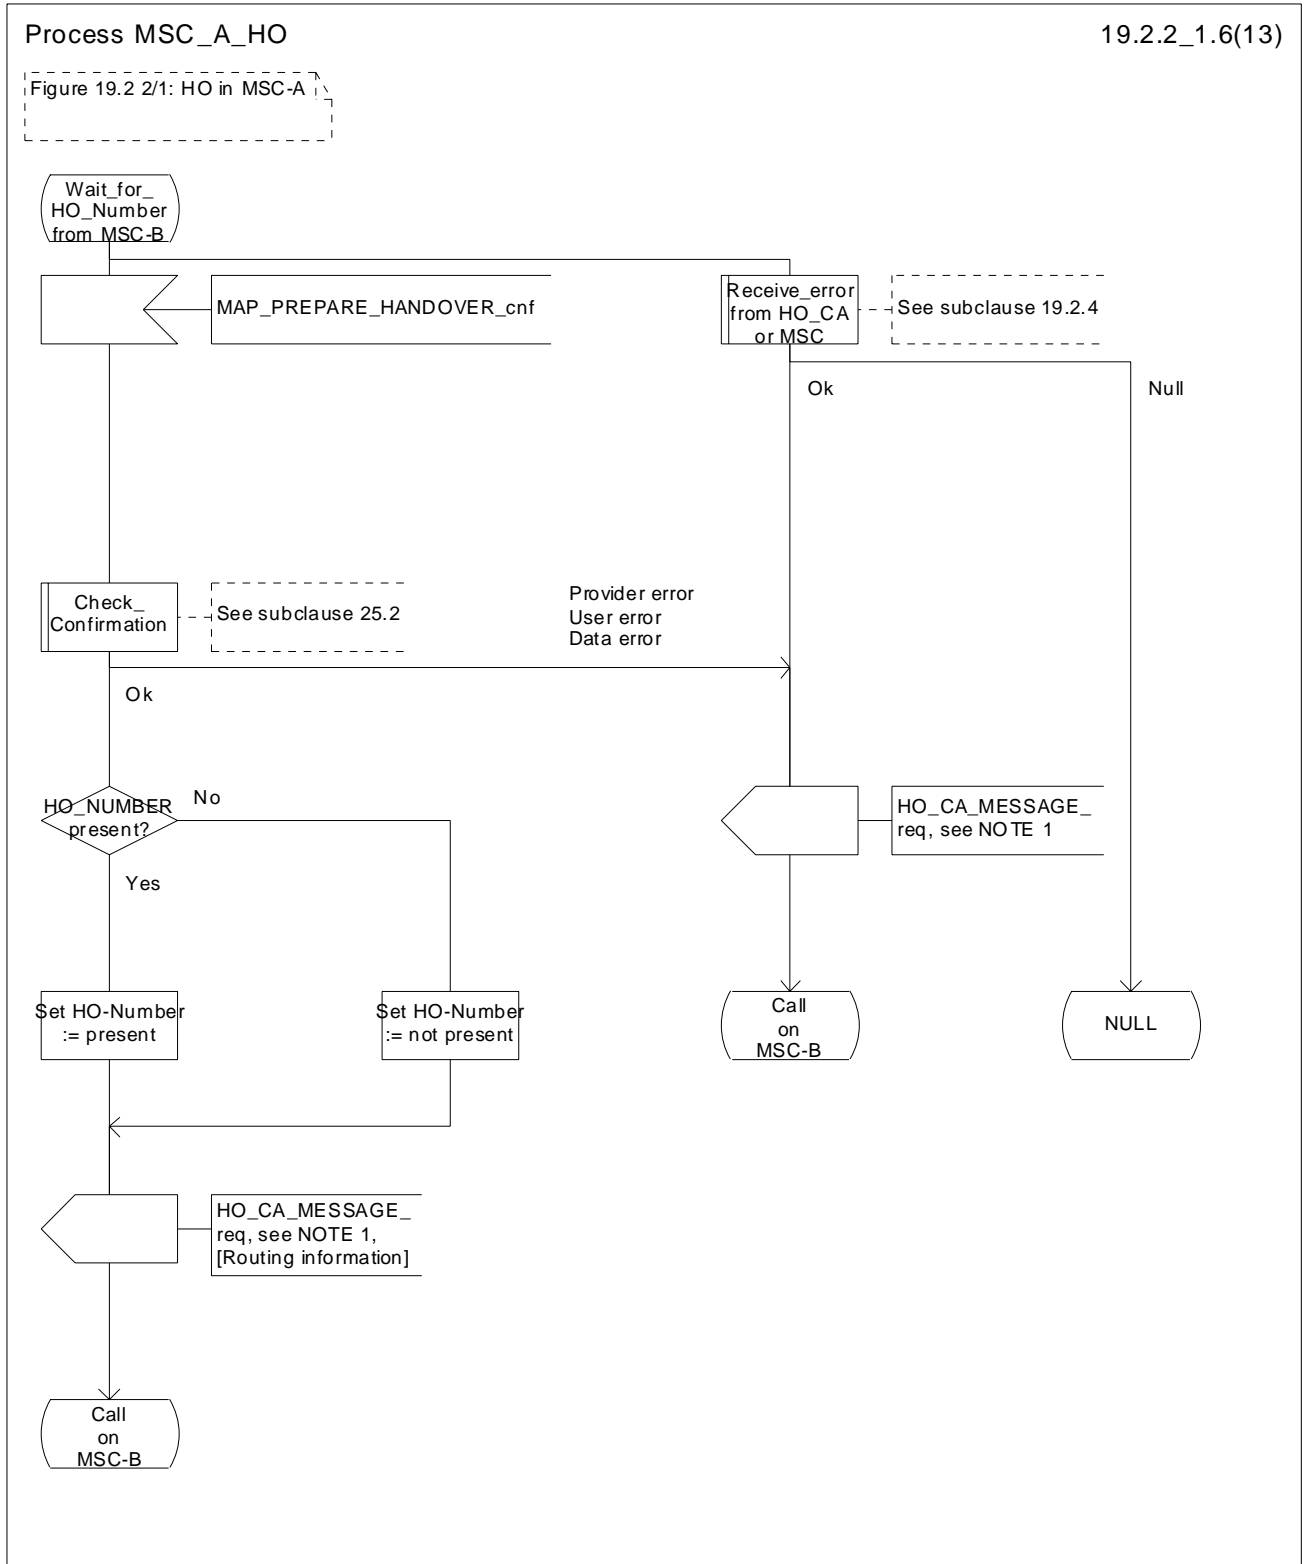 Process MSC_A_HO
19.2.2_1.6(13)
Figure 19.2 2/1: HO in MSC-A
Wait_for_
HO_Number
from MSC-B
MAP_PREPARE_HANDOVER_cnf
Receive_error
from HO_CA
or MSC
See subclause 19.2.4
Ok
Null
Check_
Confirmation
See subclause 25.2
Provider error
User error
Data error
Ok
HO_NUMBER
present?
No
Yes
HO_CA_MESSAGE_
req, see NOTE 1
Set HO-Number
:= present
Set HO-Number
:= not present
Call
on
MSC-B
NULL
HO_CA_MESSAGE_
req, see NOTE 1,
[Routing information]
Call
on
MSC-B